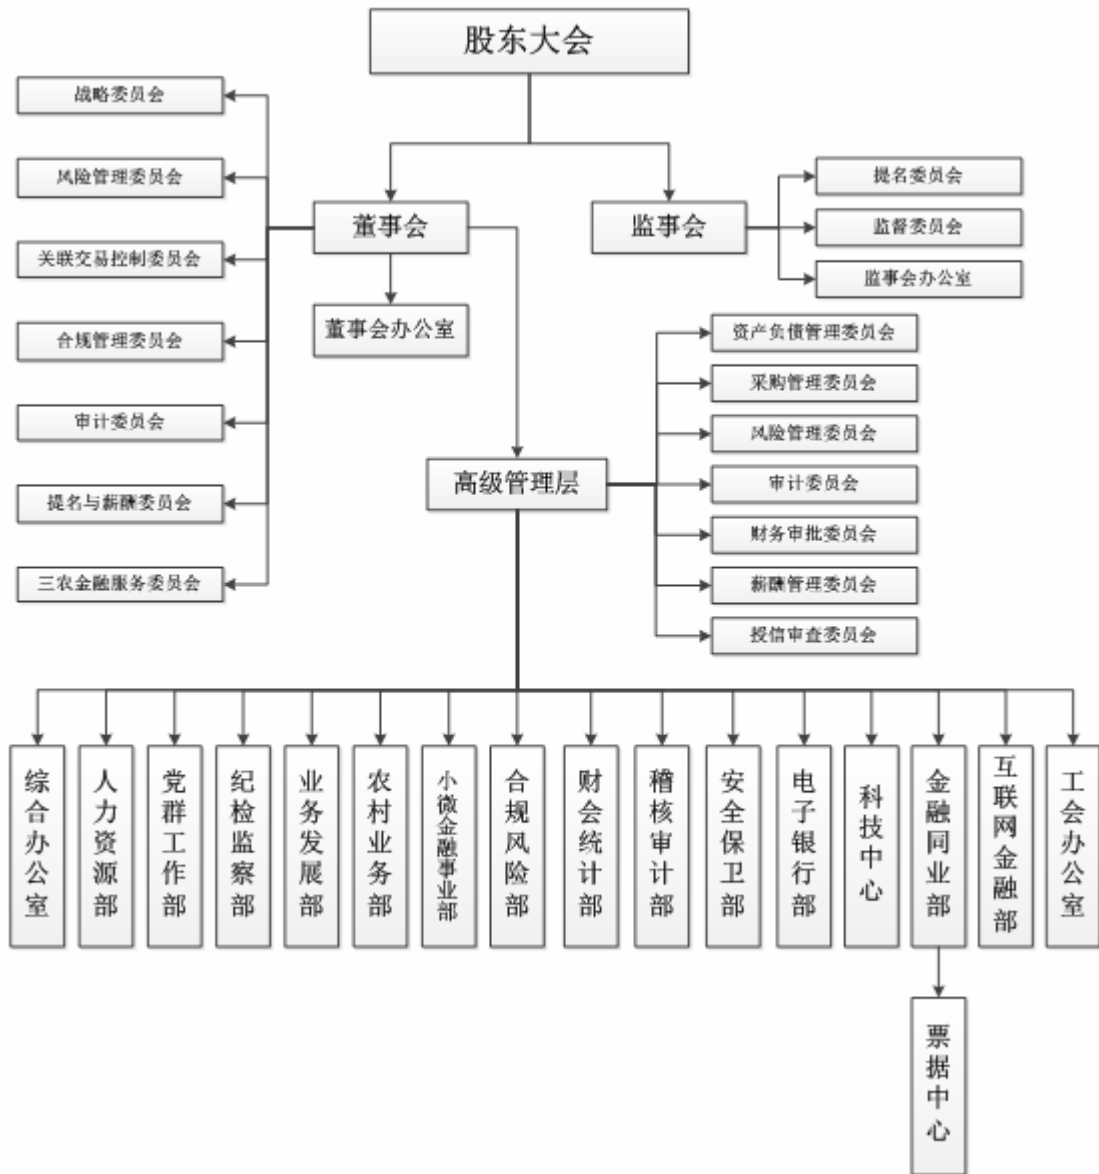 股东大会
战略委员会
风险管理委员会
关联交易控制委员会
合规管理委员会
审计委员会
提名与薪酬委员会
三农金融服务委员会
董事会
董事会办公室
监事会
提名委员会
监督委员会
监事会办公室
高级管理层
资产负债管理委员会
采购管理委员会
风险管理委员会
审计委员会
财务审批委员会
薪酬管理委员会
授信审查委员会
综合办公室
人力资源部
党群工作部
纪检监察部
业务发展部
农村业务部
小微金融事业部
合规风险部
财会统计部
稽核审计部
安全保卫部
电子银行部
科技中心
金融同业部
互联网金融部
工会办公室
票据中心